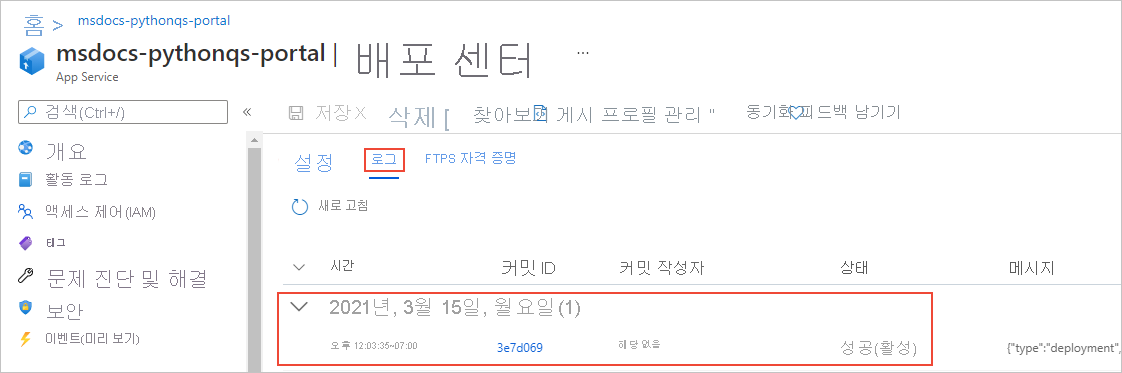 홈 > msdocs-pythonqs-portal
msdocs-pythonqs-portal | 배포 센터 ...
App Service
검색(Ctrl+/) «
저장 X 삭제 [ 찾아보기 게시 프로필 관리 " 동기화 피드백 남기기
개요
활동 로그
액세스 제어(IAM)
태그
문제 진단 및 해결
보안
이벤트(미리 보기)
설정 로그 FTPS 자격 증명
새로 고침
시간 커밋 ID 커밋 작성자 상태 메시지
2021년, 3월 15일, 월요일(1)
오후 12:03:35~07:00 3e7d069 해당 없음 성공(활성) {"type":"deployment",